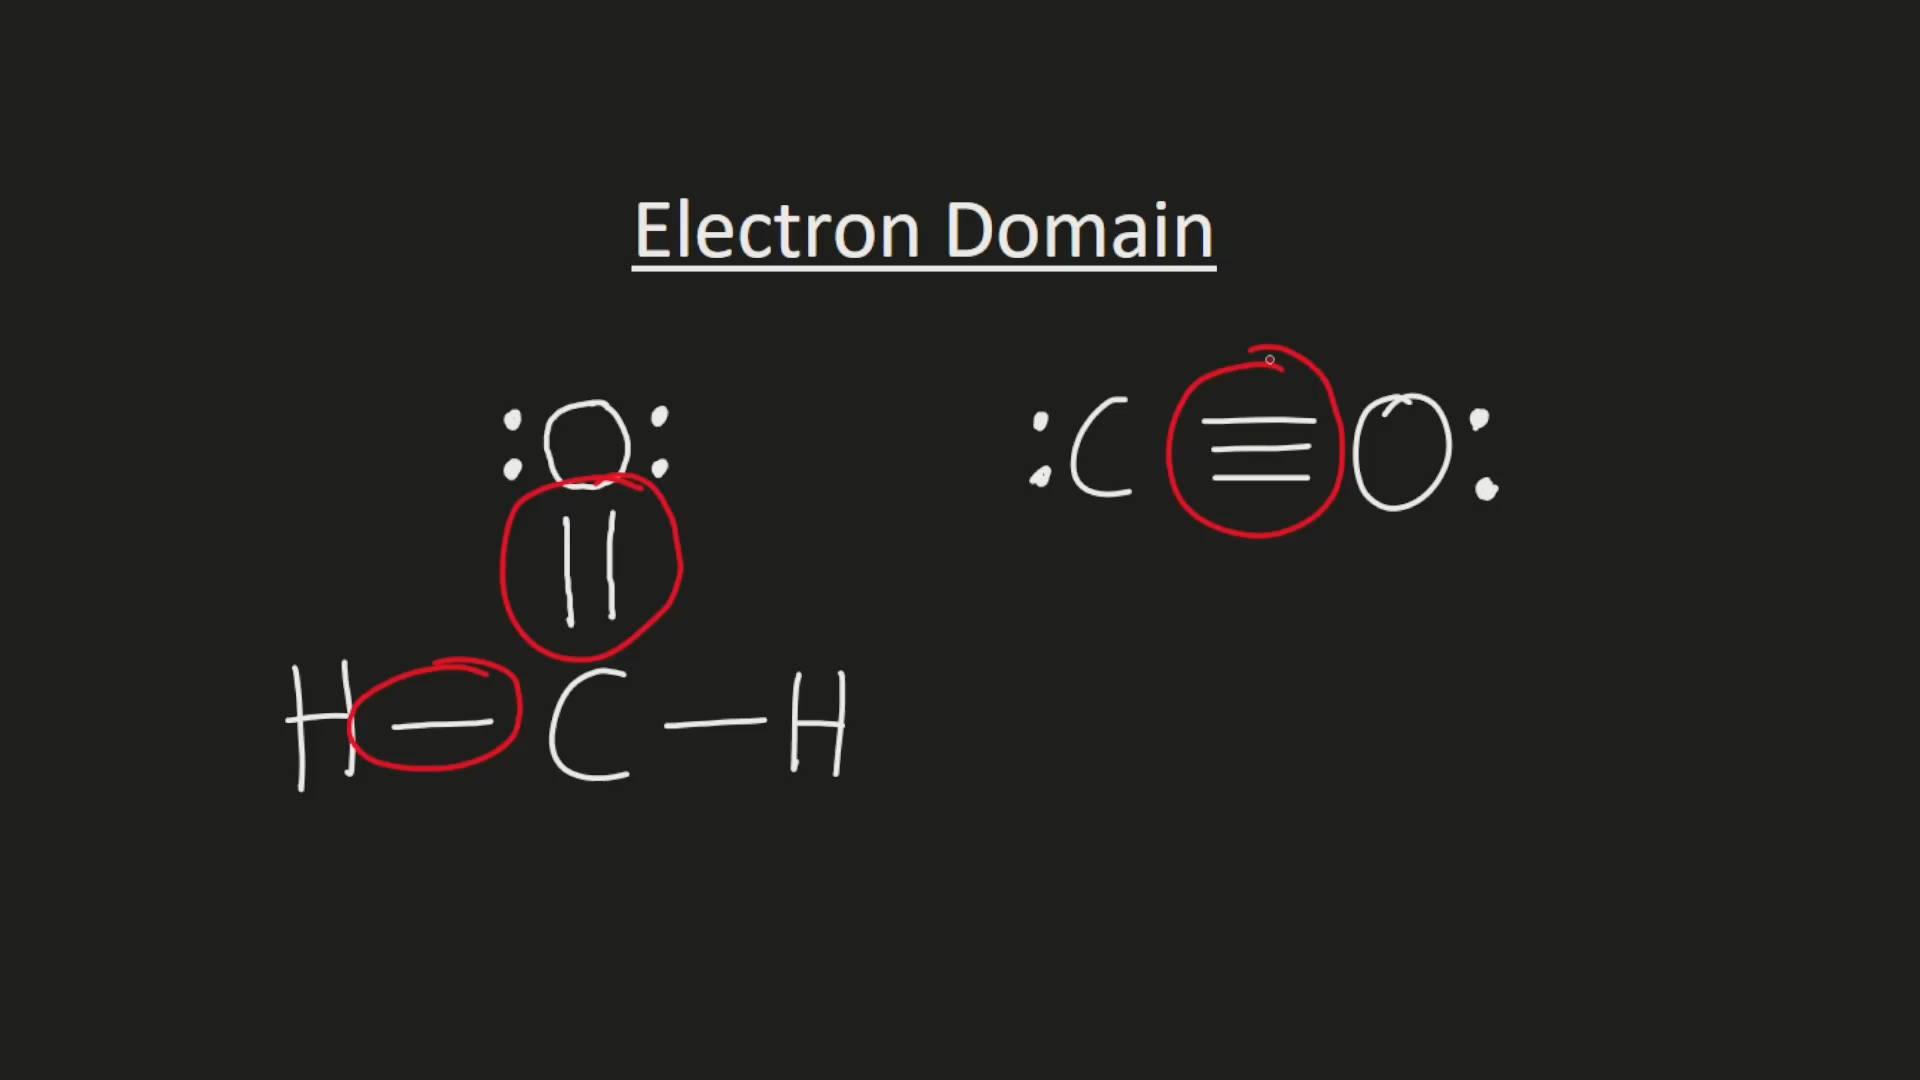 Electron Domain
:O: :C≡O:
||
H—C—H